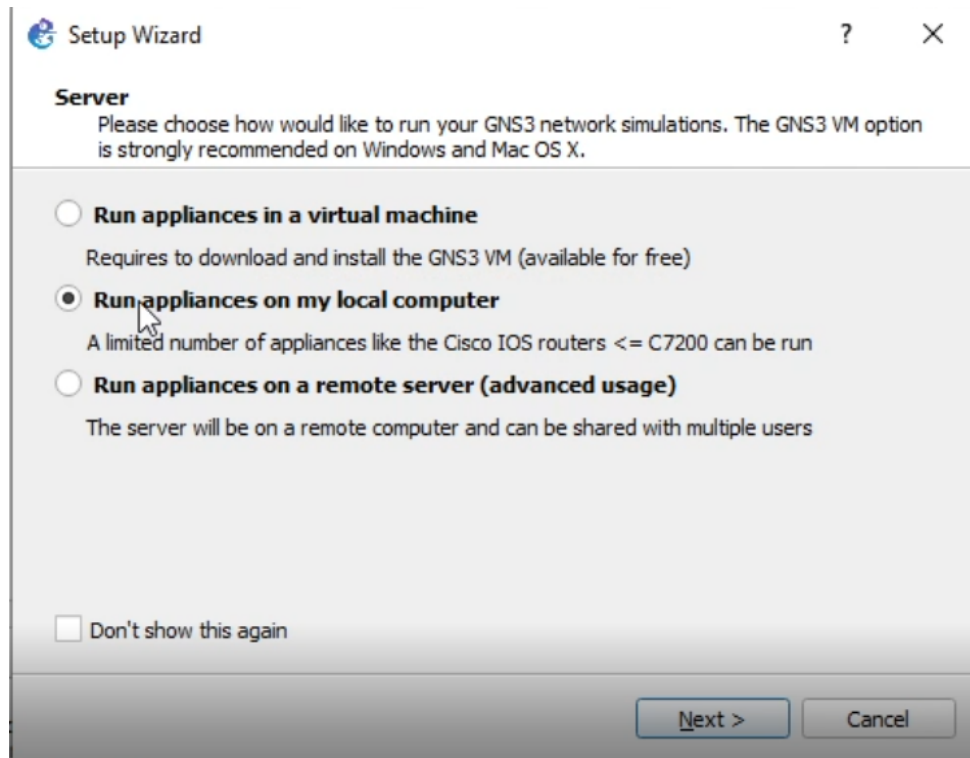 Setup Wizard
?
Server
Please choose how would like to run your GNS3 network simulations. The GNS3 VM option
is strongly recommended on Windows and Mac OS X.
Run appliances in a virtual machine
Requires to download and install the GNS3 VM (available for free)
Run appliances on my local computer
A limited number of appliances like the Cisco IOS routers <= C7200 can be run
Run appliances on a remote server (advanced usage)
The server will be on a remote computer and can be shared with multiple users
Don't show this again
Next >
Cancel